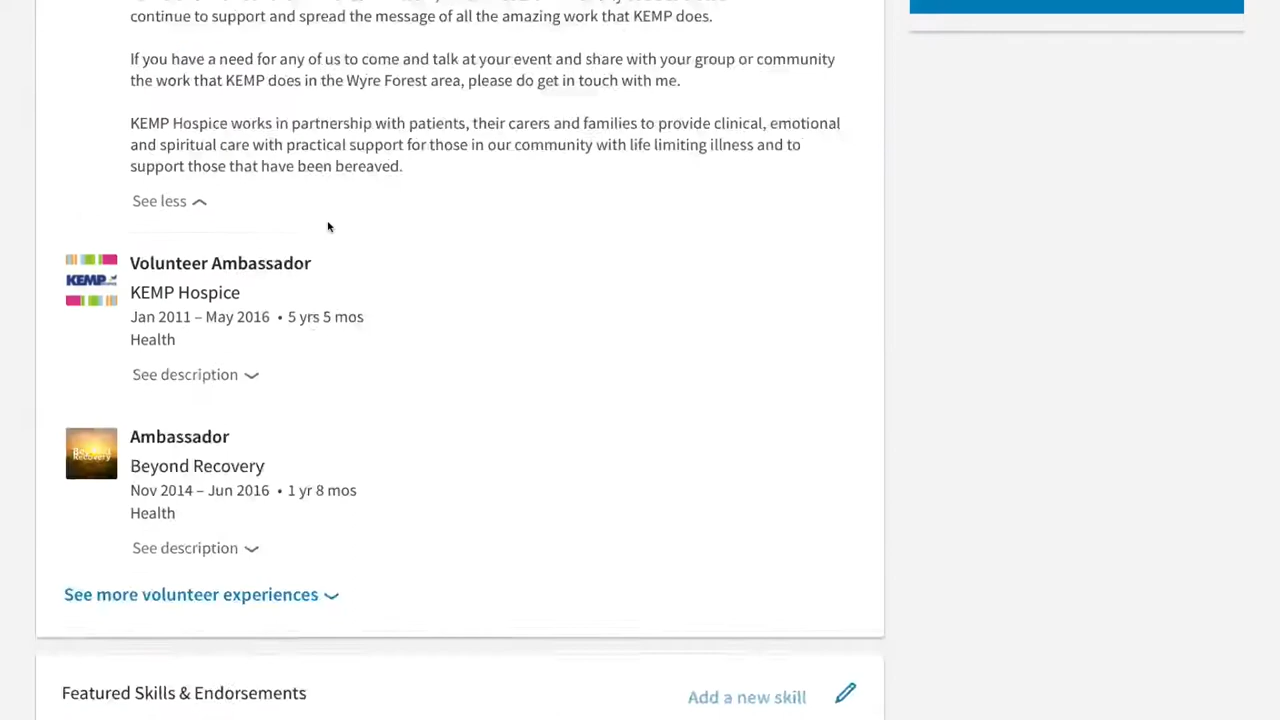 continue to support and spread the message of all the amazing work that KEMP does.
If you have a need for any of us to come and talk at your event and share with your group or community
the work that KEMP does in the Wyre Forest area, please do get in touch with me.
KEMP Hospice works in partnership with patients, their carers and families to provide clinical, emotional
and spiritual care with practical support for those in our community with life limiting illness and to
support those that have been bereaved.
See less
KEMP
Volunteer Ambassador
KEMP Hospice
Jan 2011 – May 2016 • 5 yrs 5 mos
Health
See description
Ambassador
Beyond Recovery
Nov 2014 – Jun 2016 • 1 yr 8 mos
Health
See description
See more volunteer experiences
Featured Skills & Endorsements
Add a new skill